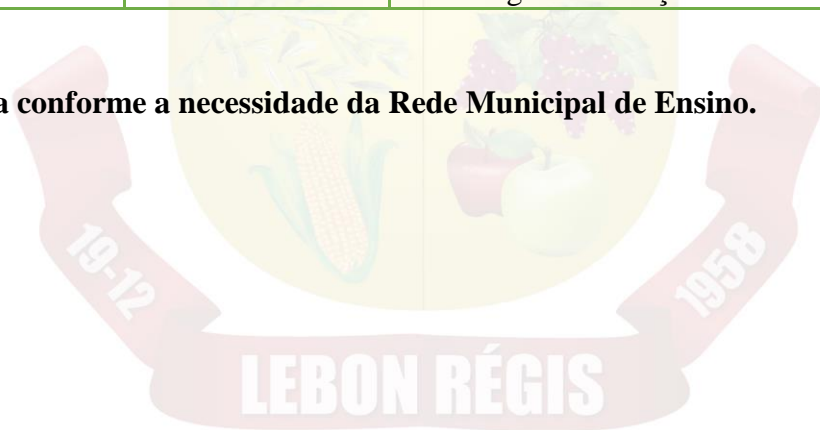 a conforme a necessidade da Rede Municipal de Ensino.
19-12
1958
LEBON RÉGIS